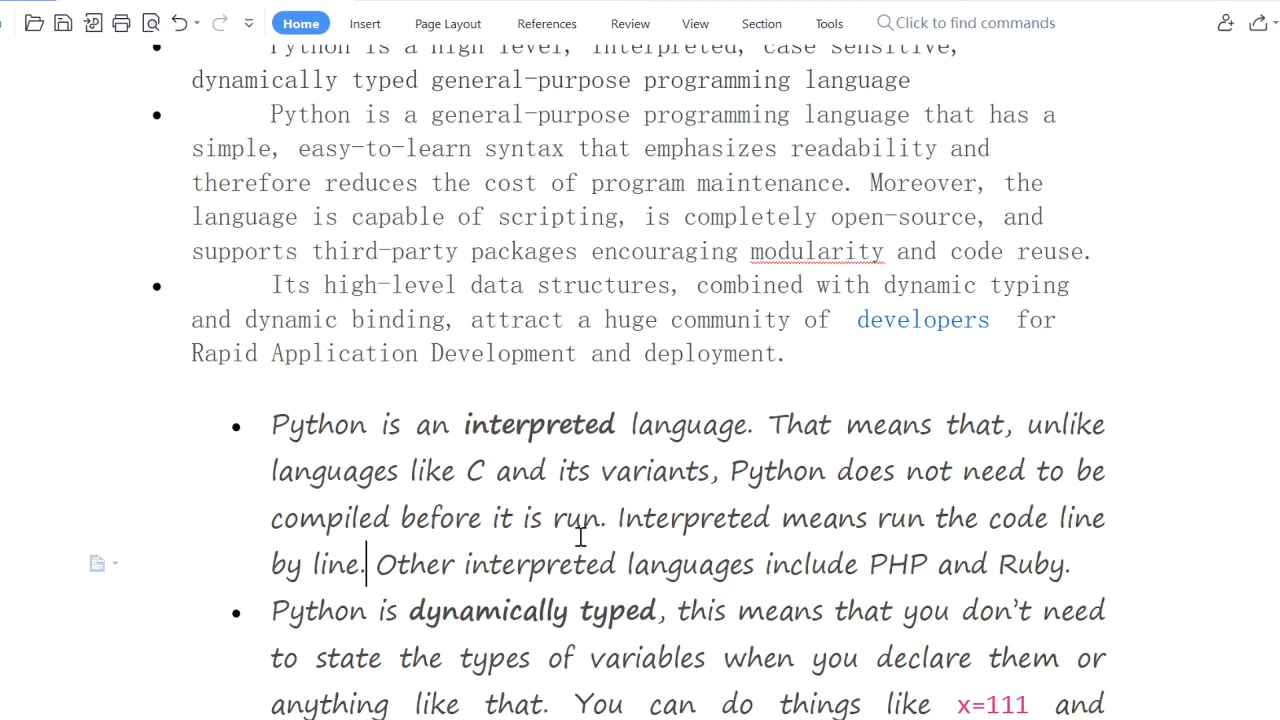 Home Insert Page Layout References Review View Section Tools Click to find commands
Python is a high level, interpreted, case sensitive,
dynamically typed general-purpose programming language
Python is a general-purpose programming language that has a
simple, easy-to-learn syntax that emphasizes readability and
therefore reduces the cost of program maintenance. Moreover, the
language is capable of scripting, is completely open-source, and
supports third-party packages encouraging modularity and code reuse.
Its high-level data structures, combined with dynamic typing
and dynamic binding, attract a huge community of developers for
Rapid Application Development and deployment.
Python is an interpreted language. That means that, unlike
languages like C and its variants, Python does not need to be
compiled before it is run. Interpreted means run the code line
by line. Other interpreted languages include PHP and Ruby.
Python is dynamically typed, this means that you don't need
to state the types of variables when you declare them or
anything like that. You can do things like x=111 and